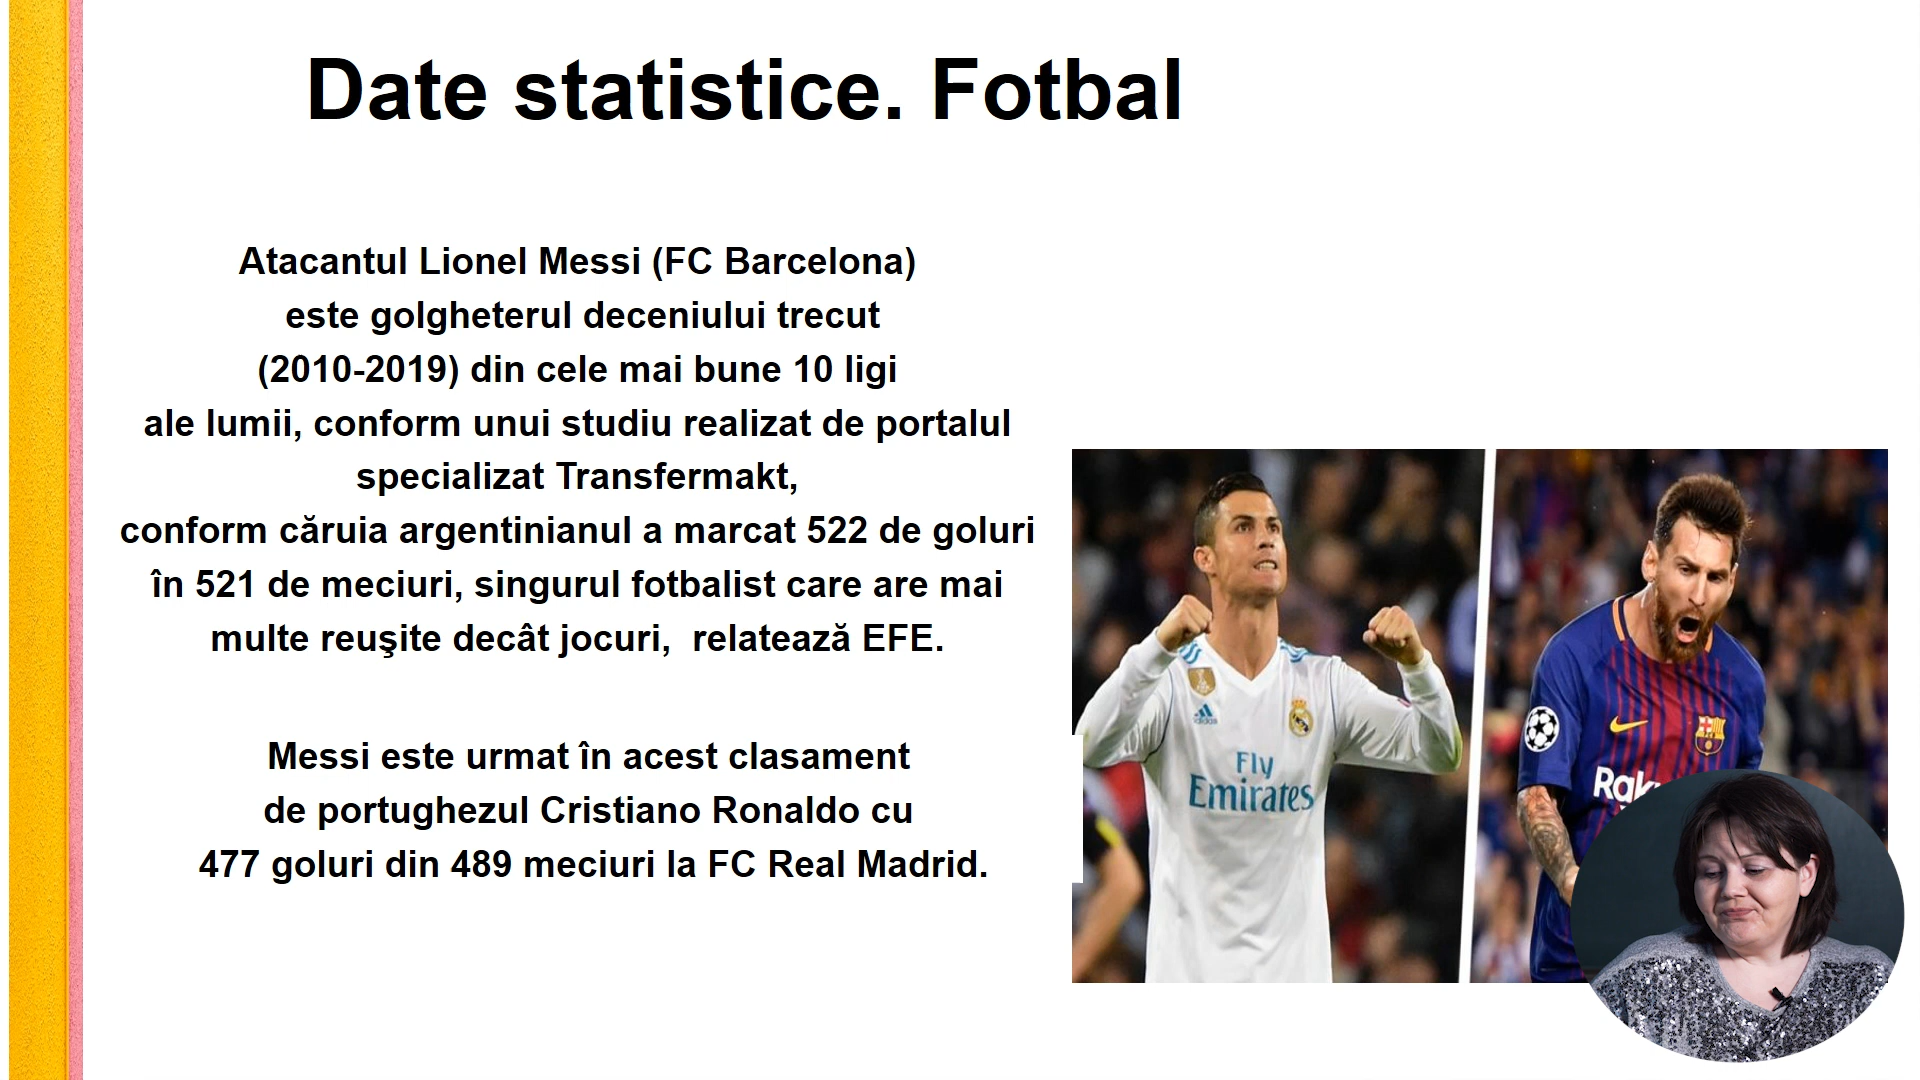 Date statistice. Fotbal
Atacantul Lionel Messi (FC Barcelona)
este golgheterul deceniului trecut
(2010-2019) din cele mai bune 10 ligi
ale lumii, conform unui studiu realizat de portalul
specializat Transfermakt,
conform căruia argentinianul a marcat 522 de goluri
în 521 de meciuri, singurul fotbalist care are mai
multe reuşite decât jocuri,  relatează EFE.
Messi este urmat în acest clasament
de portughezul Cristiano Ronaldo cu
477 goluri din 489 meciuri la FC Real Madrid.
adidas
Fly
Emirates